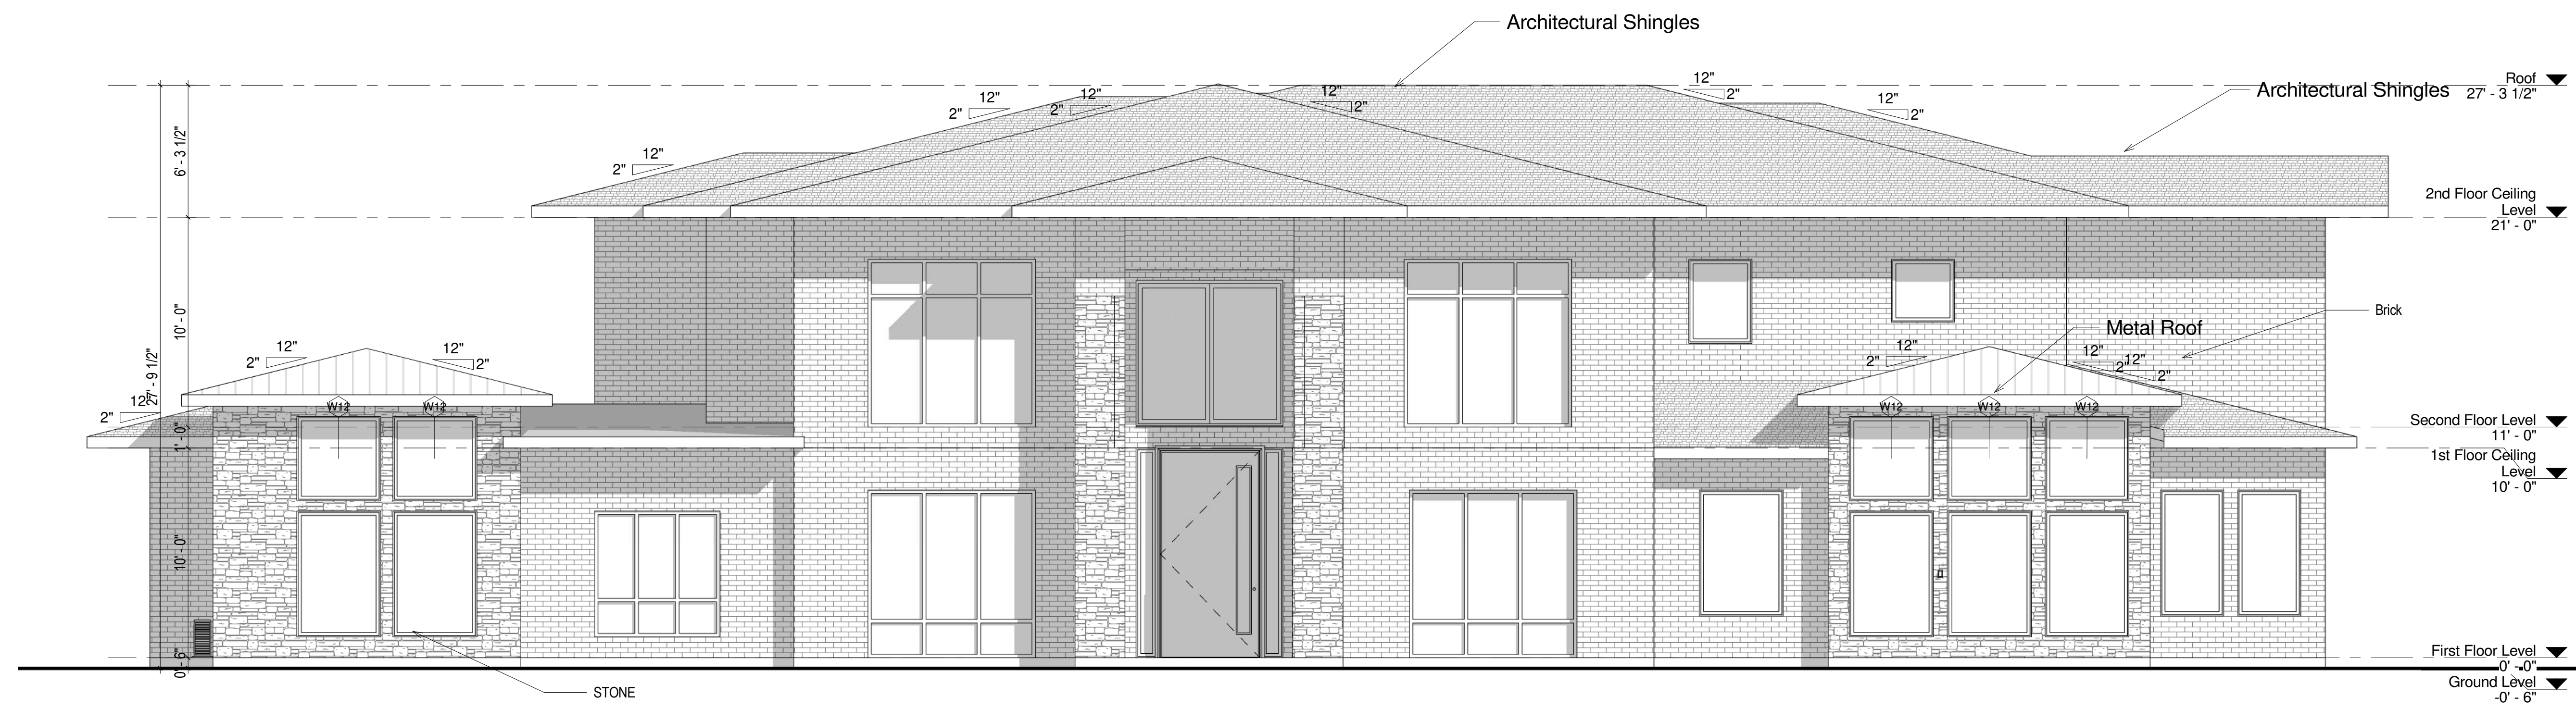 Architectural Shingles
Architectural Shingles
Roof
27' - 3 1/2"
12"
2"
12"
2"
12"
2"
12"
2"
12"
2"
12"
2"
6' - 3 1/2"
2nd Floor Ceiling
Level
21' - 0"
10' - 0"
27' - 9 1/2"
Brick
Metal Roof
12"
2"
12"
2"
12"
2"
12"
2"
12"
2"
12"
2"
W12
W12
W12
W12
W12
Second Floor Level
11' - 0"
1' - 0"
1st Floor Ceiling
Level
10' - 0"
10' - 0"
First Floor Level
0' - 0"
0' - 6"
Ground Level
-0' - 6"
STONE